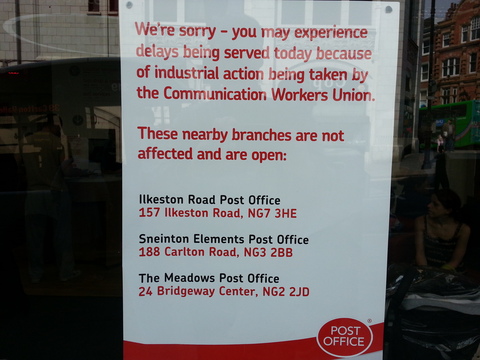 We're sorry – you may experience
delays being served today because
of industrial action being taken by
the Communication Workers Union.
These nearby branches are not
affected and are open:
Ilkeston Road Post Office
157 Ilkeston Road, NG7 3HE
Sneinton Elements Post Office
188 Carlton Road, NG3 2BB
The Meadows Post Office
24 Bridgeway Center, NG2 2JD
POST
OFFICE
®